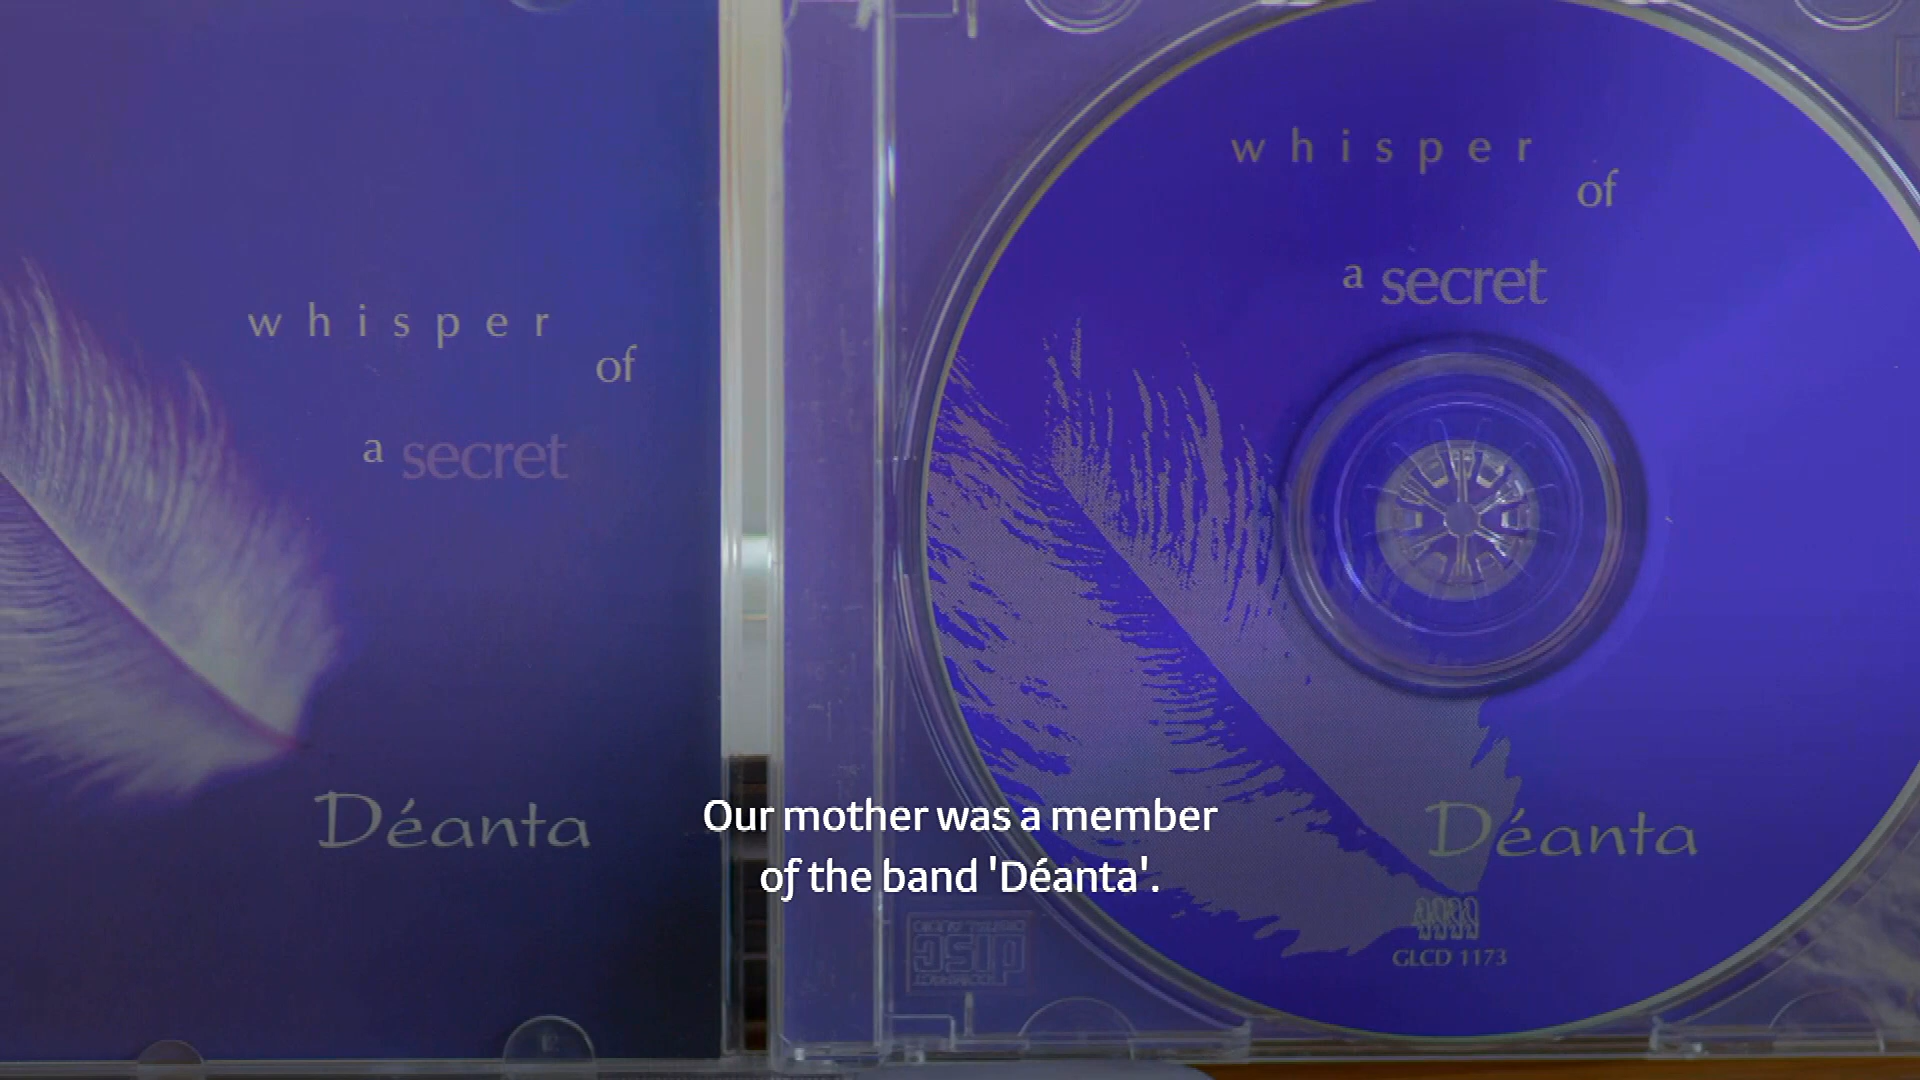 whisper
of
a secret
Déanta
whisper
of
a secret
Déanta
GLCD 1173
Our mother was a member
of the band 'Déanta'.